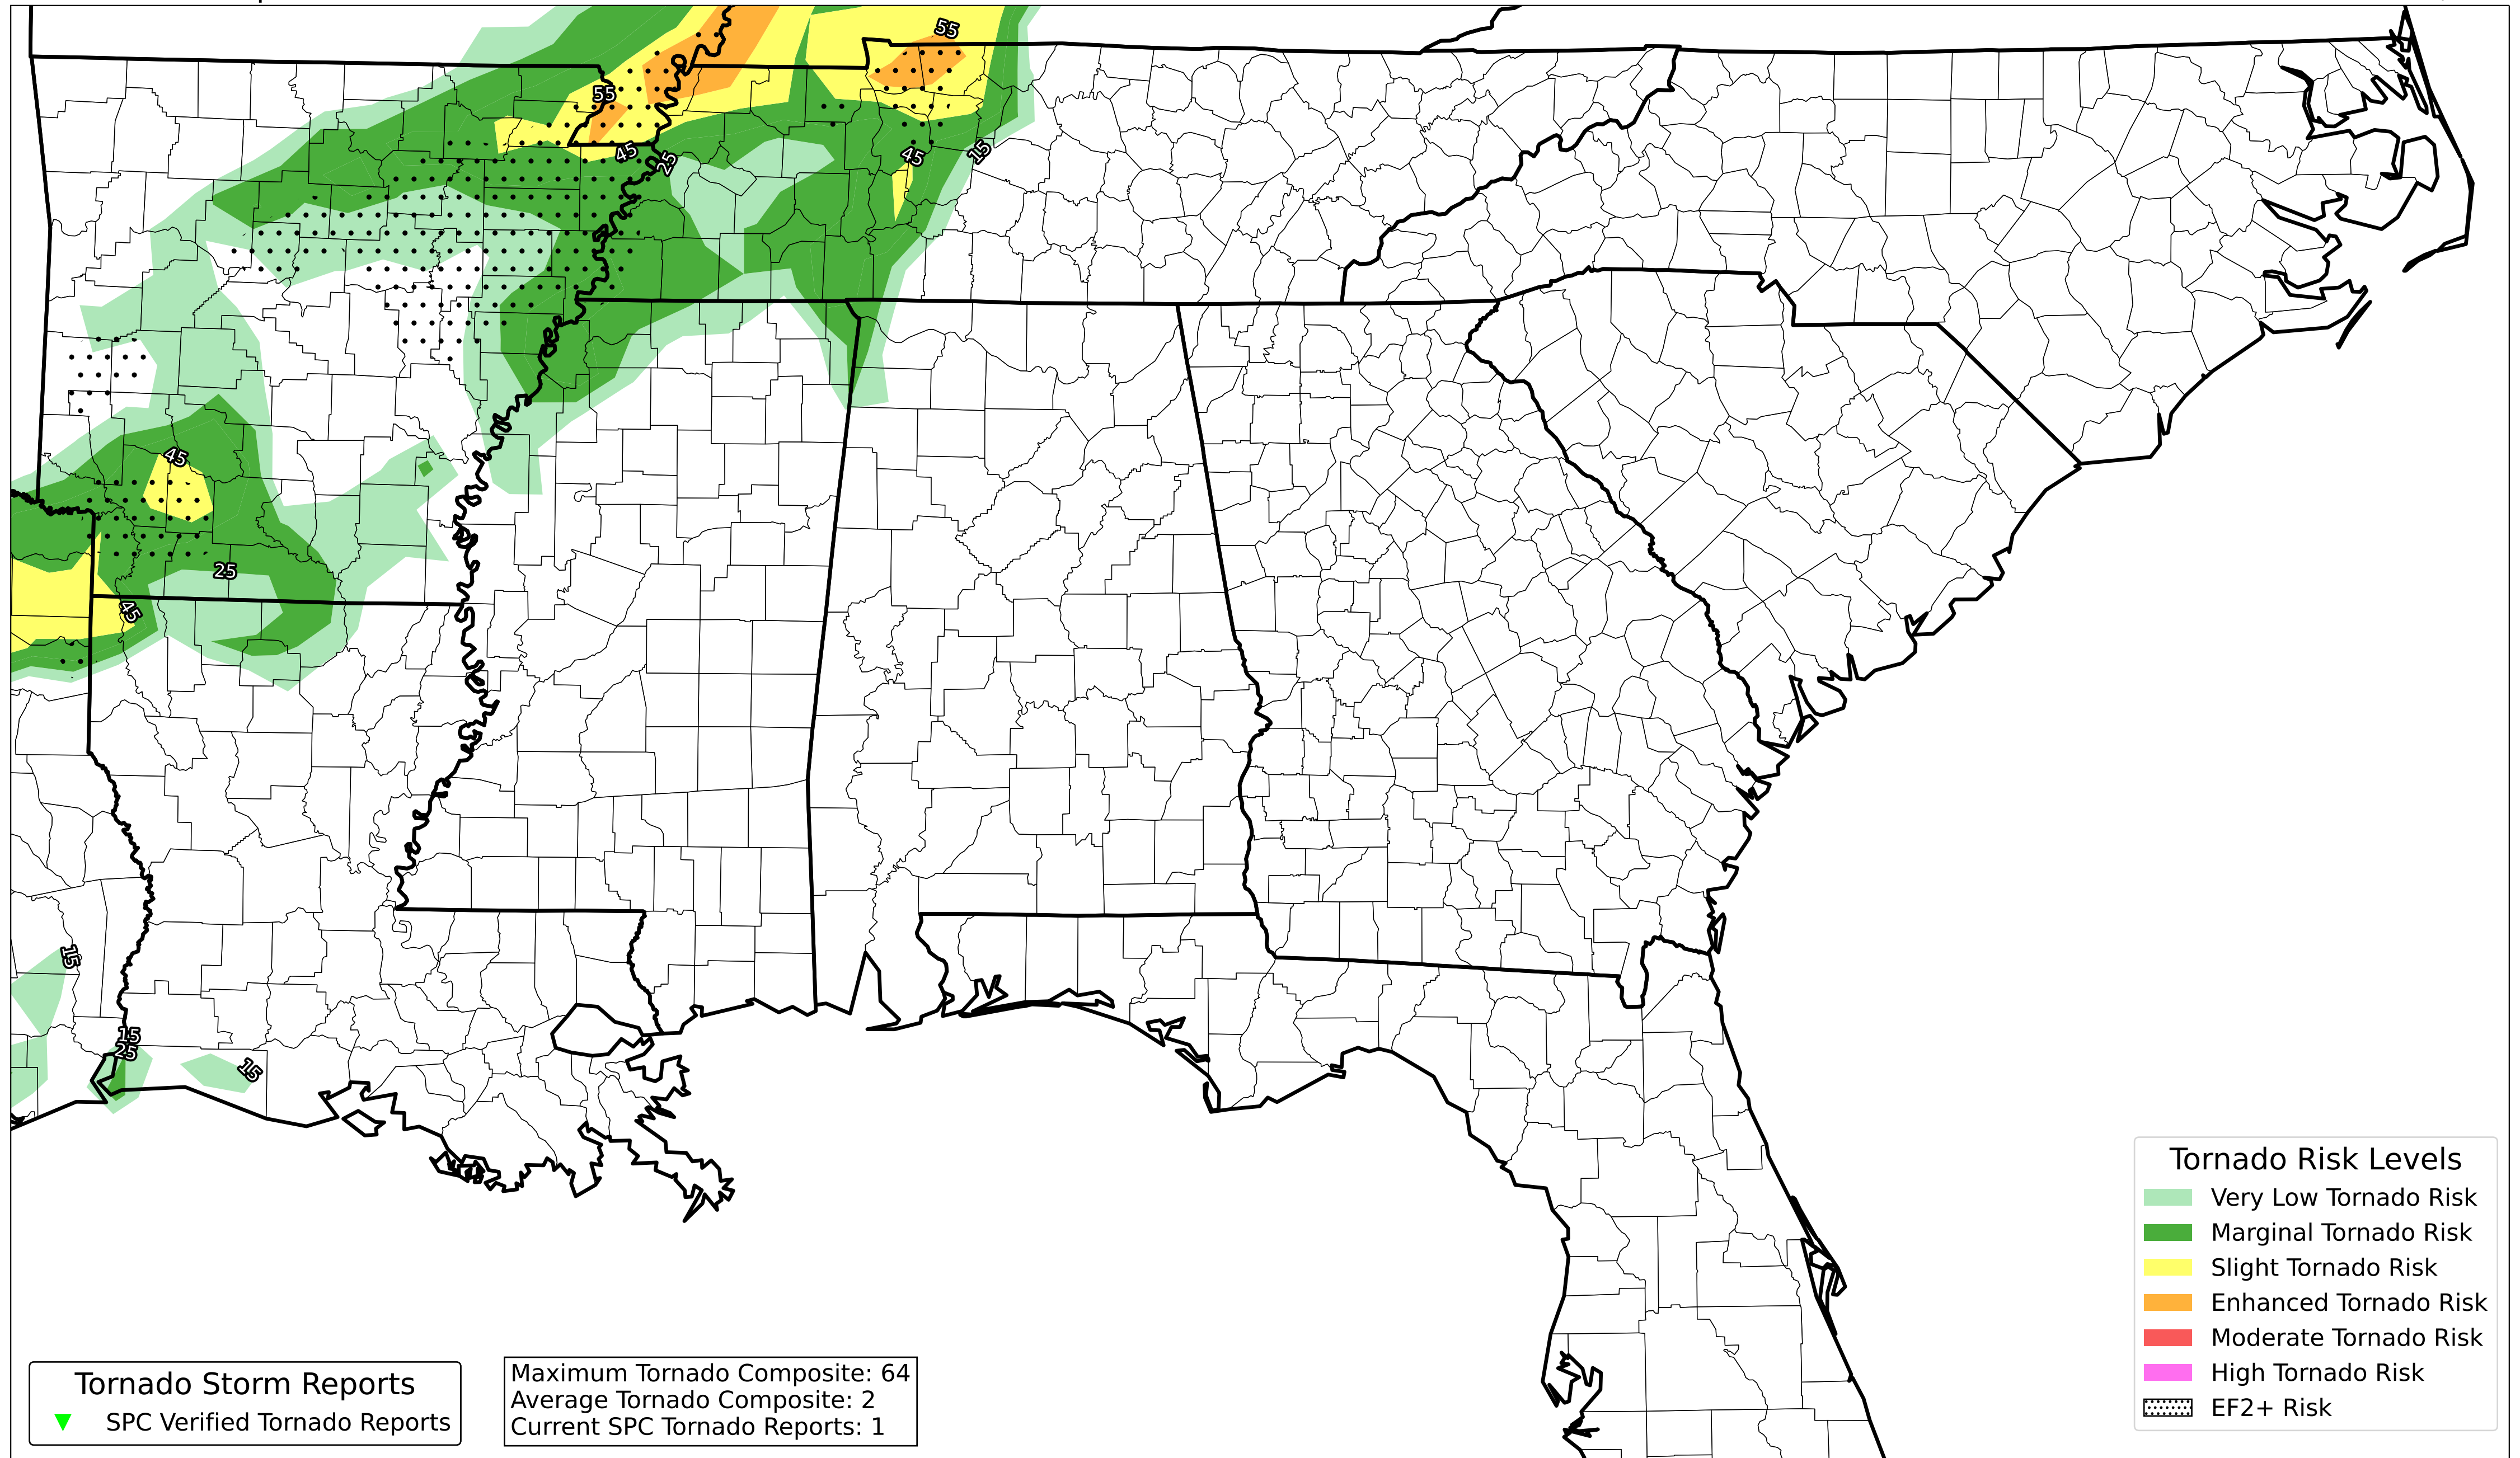 55
55
45
25
45
15
45
25
45
15
15
25
15
Tornado Risk Levels
Very Low Tornado Risk
Marginal Tornado Risk
Slight Tornado Risk
Enhanced Tornado Risk
Moderate Tornado Risk
High Tornado Risk
EF2+ Risk
Tornado Storm Reports
SPC Verified Tornado Reports
Maximum Tornado Composite: 64
Average Tornado Composite: 2
Current SPC Tornado Reports: 1